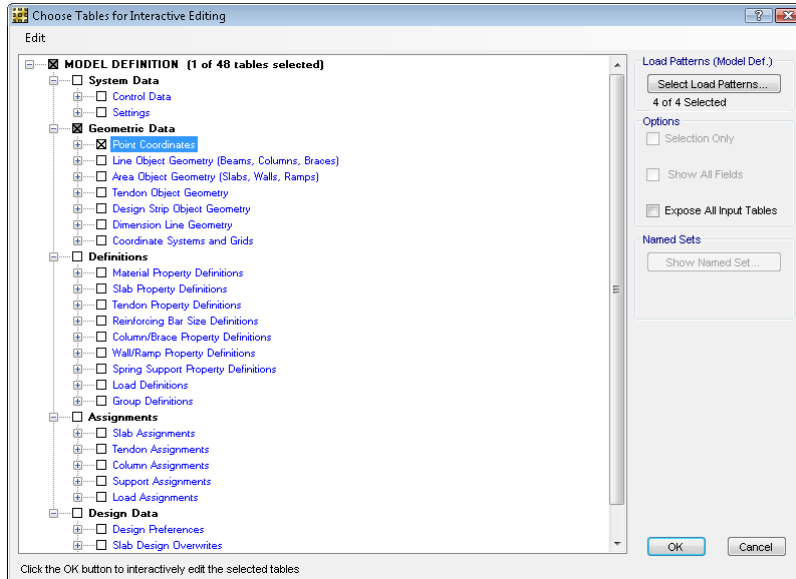 Choose Tables for Interactive Editing
Edit
MODEL DEFINITION (1 of 48 tables selected)
System Data
Control Data
Settings
Geometric Data
Point Coordinates
Line Object Geometry (Beams, Columns, Braces)
Area Object Geometry (Slabs, Walls, Ramps)
Tendon Object Geometry
Design Strip Object Geometry
Dimension Line Geometry
Coordinate Systems and Grids
Definitions
Material Property Definitions
Slab Property Definitions
Tendon Property Definitions
Reinforcing Bar Size Definitions
Column/Brace Property Definitions
Wall/Ramp Property Definitions
Spring Support Property Definitions
Load Definitions
Group Definitions
Assignments
Slab Assignments
Tendon Assignments
Column Assignments
Support Assignments
Load Assignments
Design Data
Design Preferences
Slab Design Overwrites
Load Patterns (Model Def.)
Select Load Patterns...
4 of 4 Selected
Options
Selection Only
Show All Fields
Expose All Input Tables
Named Sets
Show Named Set...
OK
Cancel
Click the OK button to interactively edit the selected tables